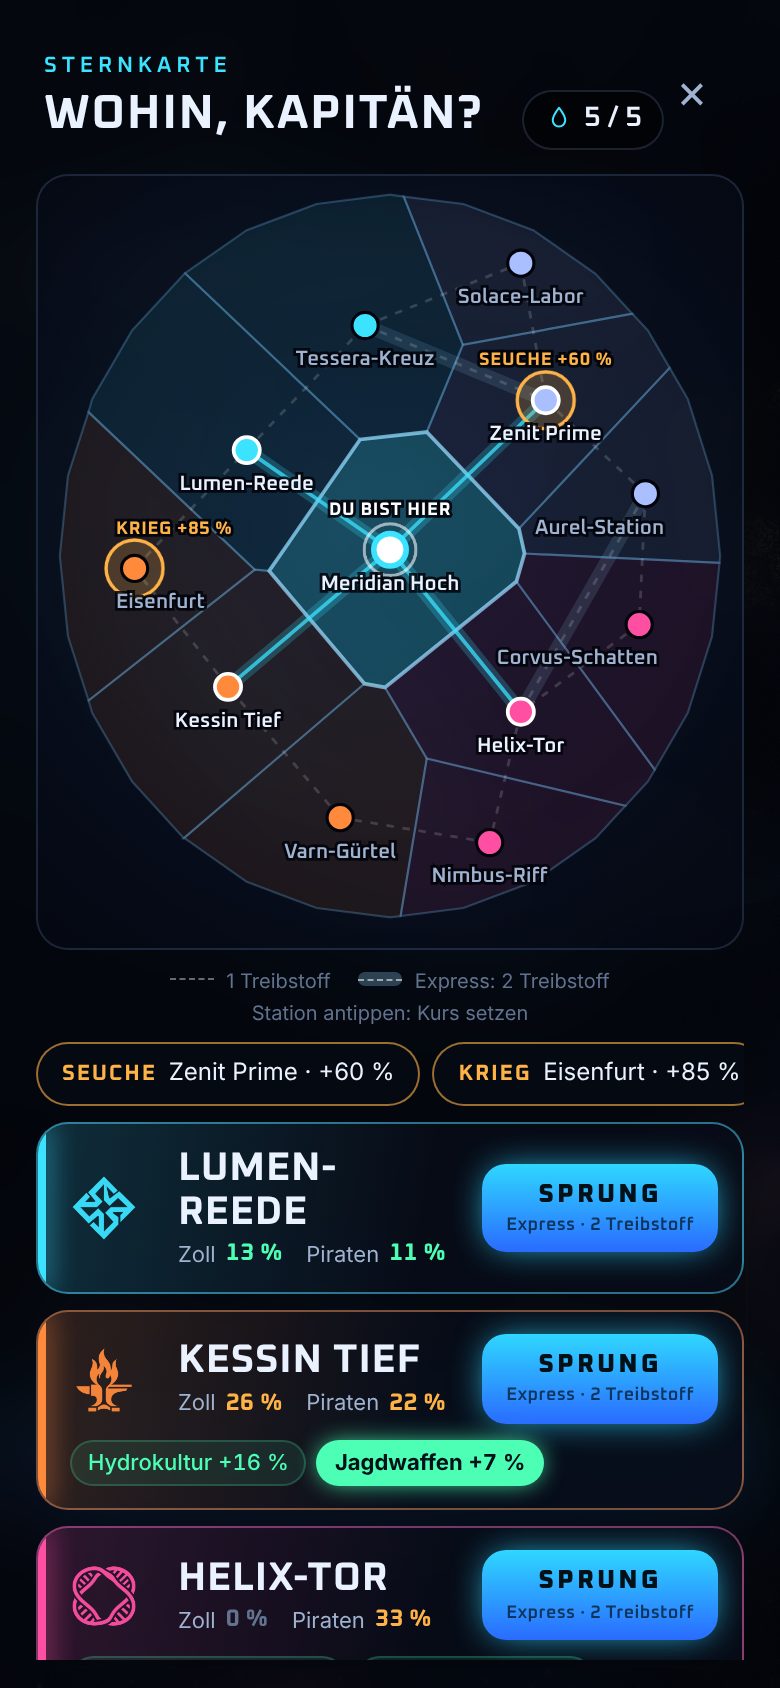 STERNKARTE
WOHIN, KAPITÄN?
5 / 5
Solace-Labor
Tessera-Kreuz
SEUCHE +60 %
Zenit Prime
Lumen-Reede
DU BIST HIER
KRIEG +85 %
Aurel-Station
Meridian Hoch
Eisenfurt
Corvus-Schatten
Kessin Tief
Helix-Tor
Varn-Gürtel
Nimbus-Riff
1 Treibstoff
Express: 2 Treibstoff
Station antippen: Kurs setzen
SEUCHE Zenit Prime · +60 %
KRIEG Eisenfurt · +85 %
LUMEN-
REEDE
Zoll 13 % Piraten 11 %
SPRUNG
Express · 2 Treibstoff
KESSIN TIEF
Zoll 26 % Piraten 22 %
SPRUNG
Express · 2 Treibstoff
Hydrokultur +16 %
Jagdwaffen +7 %
HELIX-TOR
Zoll 0 % Piraten 33 %
SPRUNG
Express · 2 Treibstoff